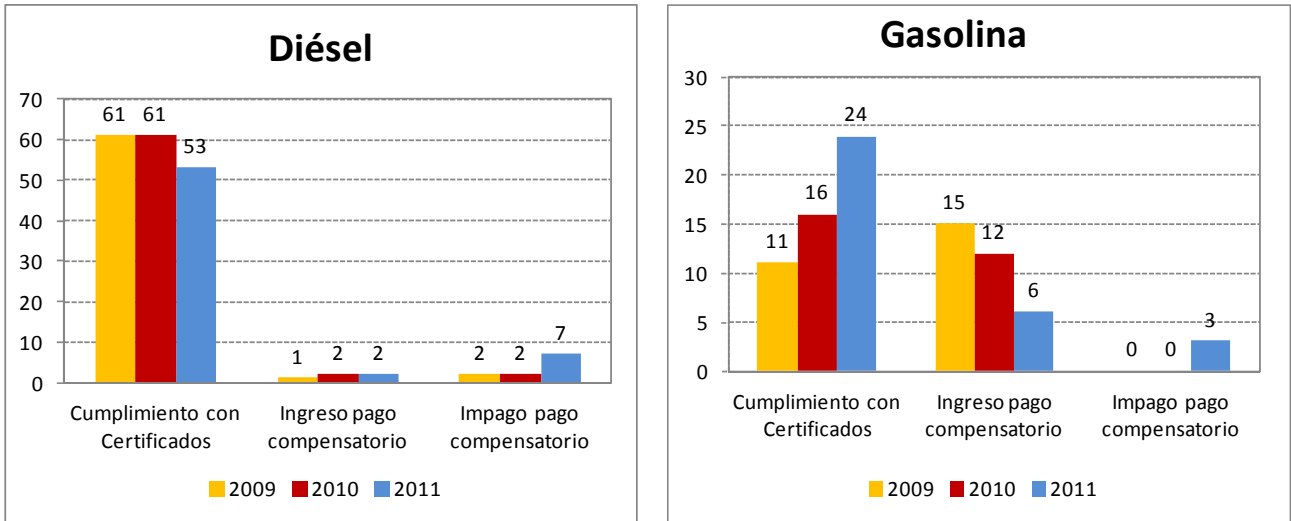 Diésel
70
60
50
40
30
20
10
0
61 61 53
1 2 2
2 2 7
Cumplimiento con Certificados
Ingreso pago compensatorio
Impago pago compensatorio
2009 2010 2011
Gasolina
30
25
20
15
10
5
0
11 16 24
15 12 6
0 0 3
Cumplimiento con Certificados
Ingreso pago compensatorio
Impago pago compensatorio
2009 2010 2011